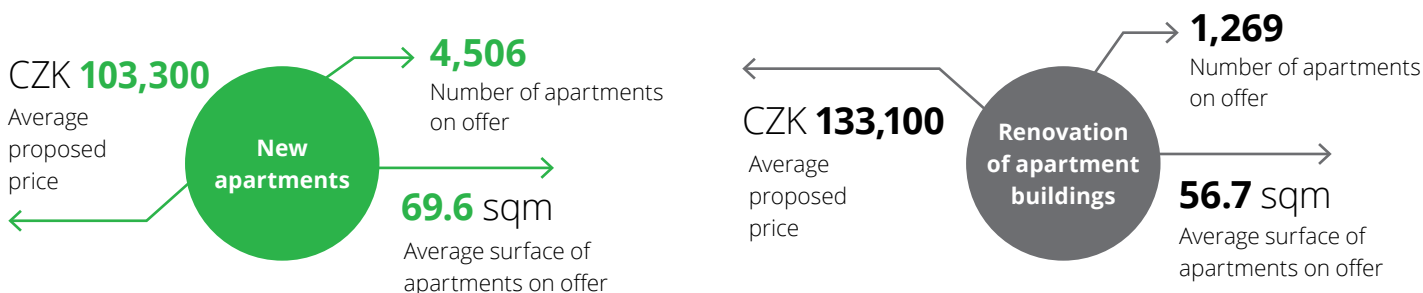 CZK 103,300
Average
proposed
price
New
apartments
4,506
Number of apartments
on offer
69.6 sqm
Average surface of
apartments on offer
CZK 133,100
Average
proposed
price
Renovation
of apartment
buildings
1,269
Number of apartments
on offer
56.7 sqm
Average surface of
apartments on offer